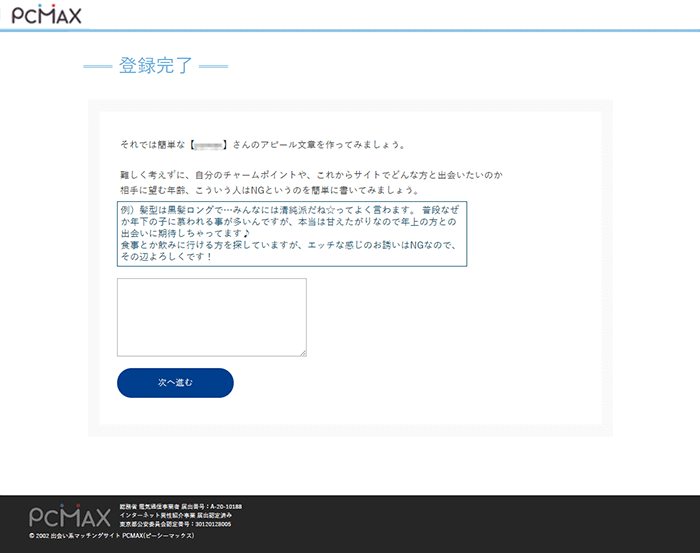 PCMAX
登録完了
それでは簡単な【】さんのアピール文章を作ってみましょう。
難しく考えずに、自分のチャームポイントや、これからサイトでどんな方と出会いたいのか
相手に望む年齢、こういう人はNGというのを簡単に書いてみましょう。
例）髪型は黒髪ロングで…みんなには清純派だね☆ってよく言わます。 普段なぜ
か年下の子に慕われる事が多いんですが、本当は甘えたがりなので年上の方との
出会いに期待しちゃってます♪
食事とか飲みに行ける方を探していますが、エッチな感じのお誘いはNGなので、
その辺よろしくです！
次へ進む
PCMAX
総務省 電気通信事業者 届出番号：A-20-10188
インターネット異性紹介事業 届出認定済み
東京都公安委員会認定番号：30120128005
© 2002 出会い系マッチングサイト PCMAX(ピーシーマックス)